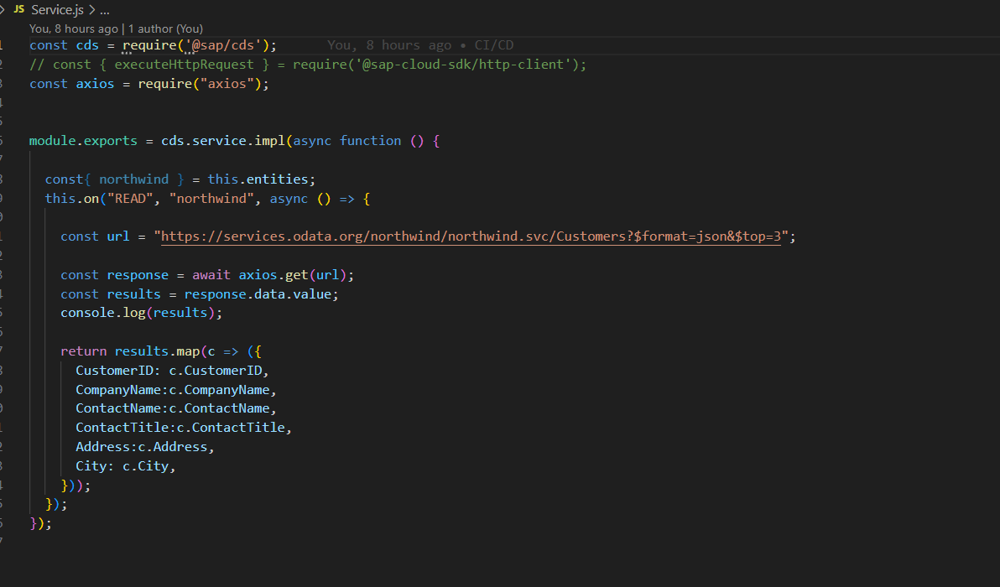 JS Service.js > ...
You, 8 hours ago | 1 author (You)
const cds = require('@sap/cds');     You, 8 hours ago • CI/CD
// const { executeHttpRequest } = require('@sap-cloud-sdk/http-client');
const axios = require("axios");
module.exports = cds.service.impl(async function () {
const{ northwind } = this.entities;
this.on("READ", "northwind", async () => {
const url = "https://services.odata.org/northwind/northwind.svc/Customers?$format=json&$top=3";
const response = await axios.get(url);
const results = response.data.value;
console.log(results);
return results.map(c => ({
CustomerID: c.CustomerID,
CompanyName:c.CompanyName,
ContactName:c.ContactName,
ContactTitle:c.ContactTitle,
Address:c.Address,
City: c.City,
}));
});
});